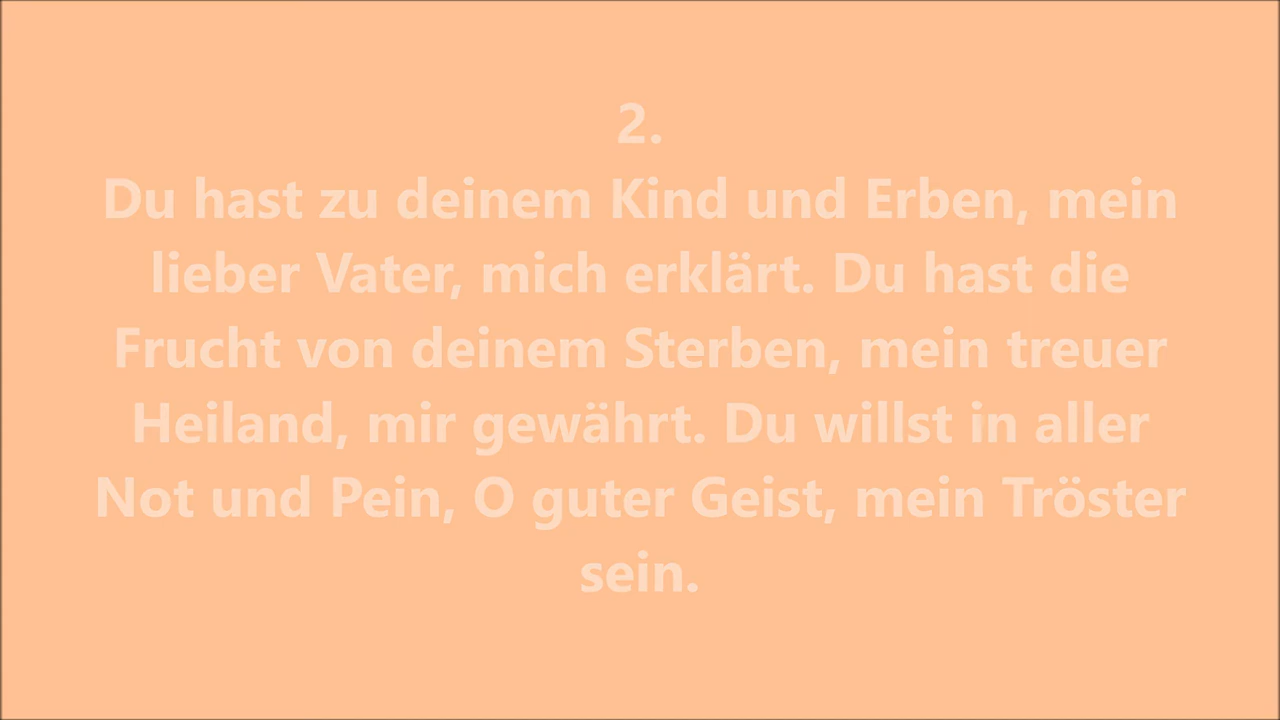 2.
Du hast zu deinem Kind und Erben, mein
lieber Vater, mich erklärt. Du hast die
Frucht von deinem Sterben, mein treuer
Heiland, mir gewährt. Du willst in aller
Not und Pein, O guter Geist, mein Tröster
sein.